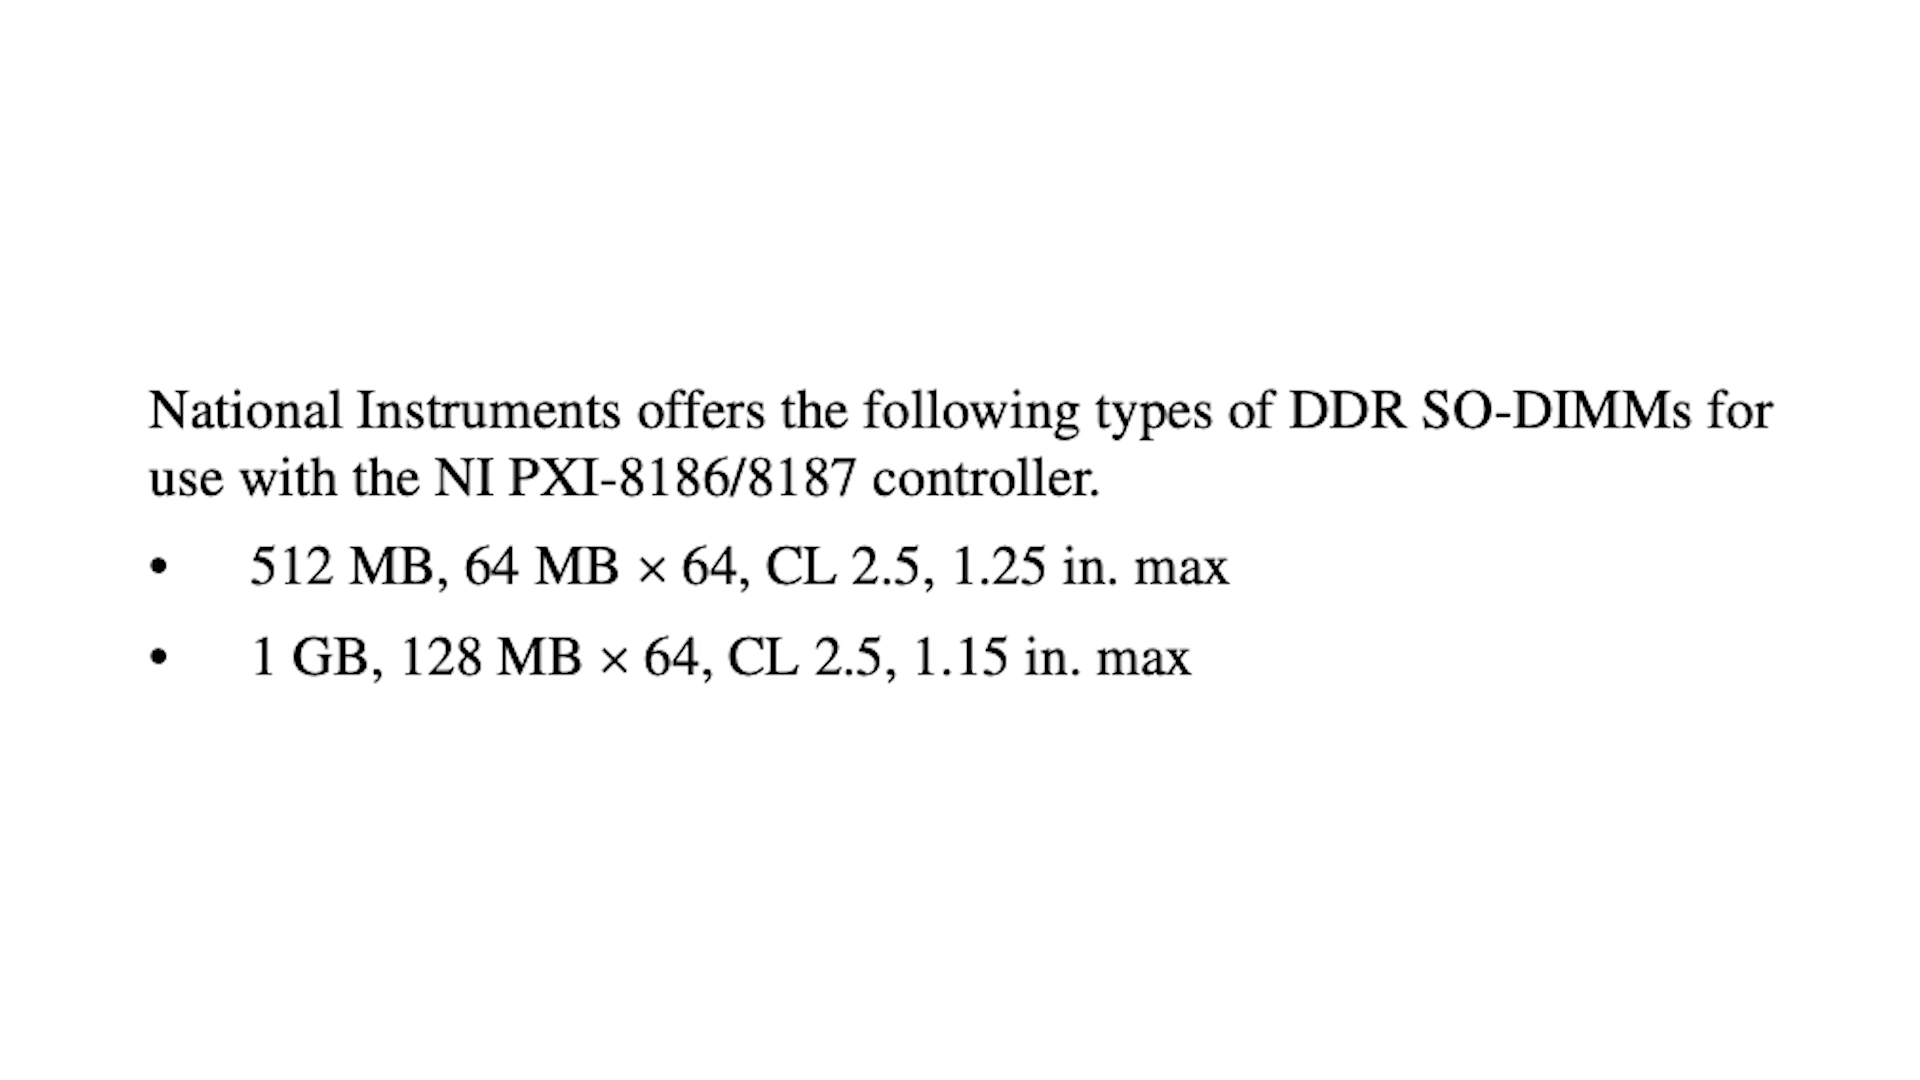 National Instruments offers the following types of DDR SO-DIMMs for
use with the NI PXI-8186/8187 controller.
• 512 MB, 64 MB × 64, CL 2.5, 1.25 in. max
• 1 GB, 128 MB × 64, CL 2.5, 1.15 in. max